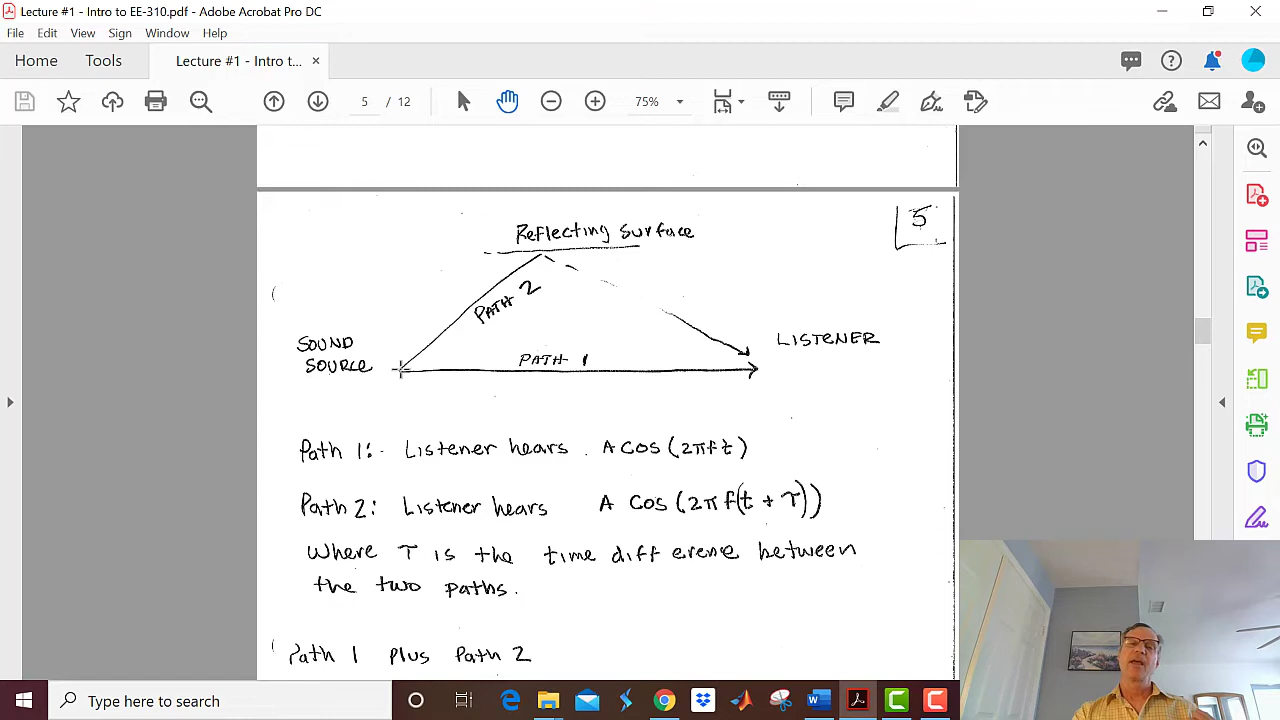 Lecture #1 - Intro to EE-310.pdf - Adobe Acrobat Pro DC
File Edit View Sign Window Help
Home Tools Lecture #1 - Intro t... ×
5 / 12 75%
Reflecting Surface
5
PATH 2
SOUND
SOURCE
LISTENER
PATH 1
Path 1: Listener hears A COS (2πft)
Path 2: Listener hears A COS (2πf(t + τ))
Where τ is the time difference between
the two paths.
Path 1 plus Path 2
Type here to search